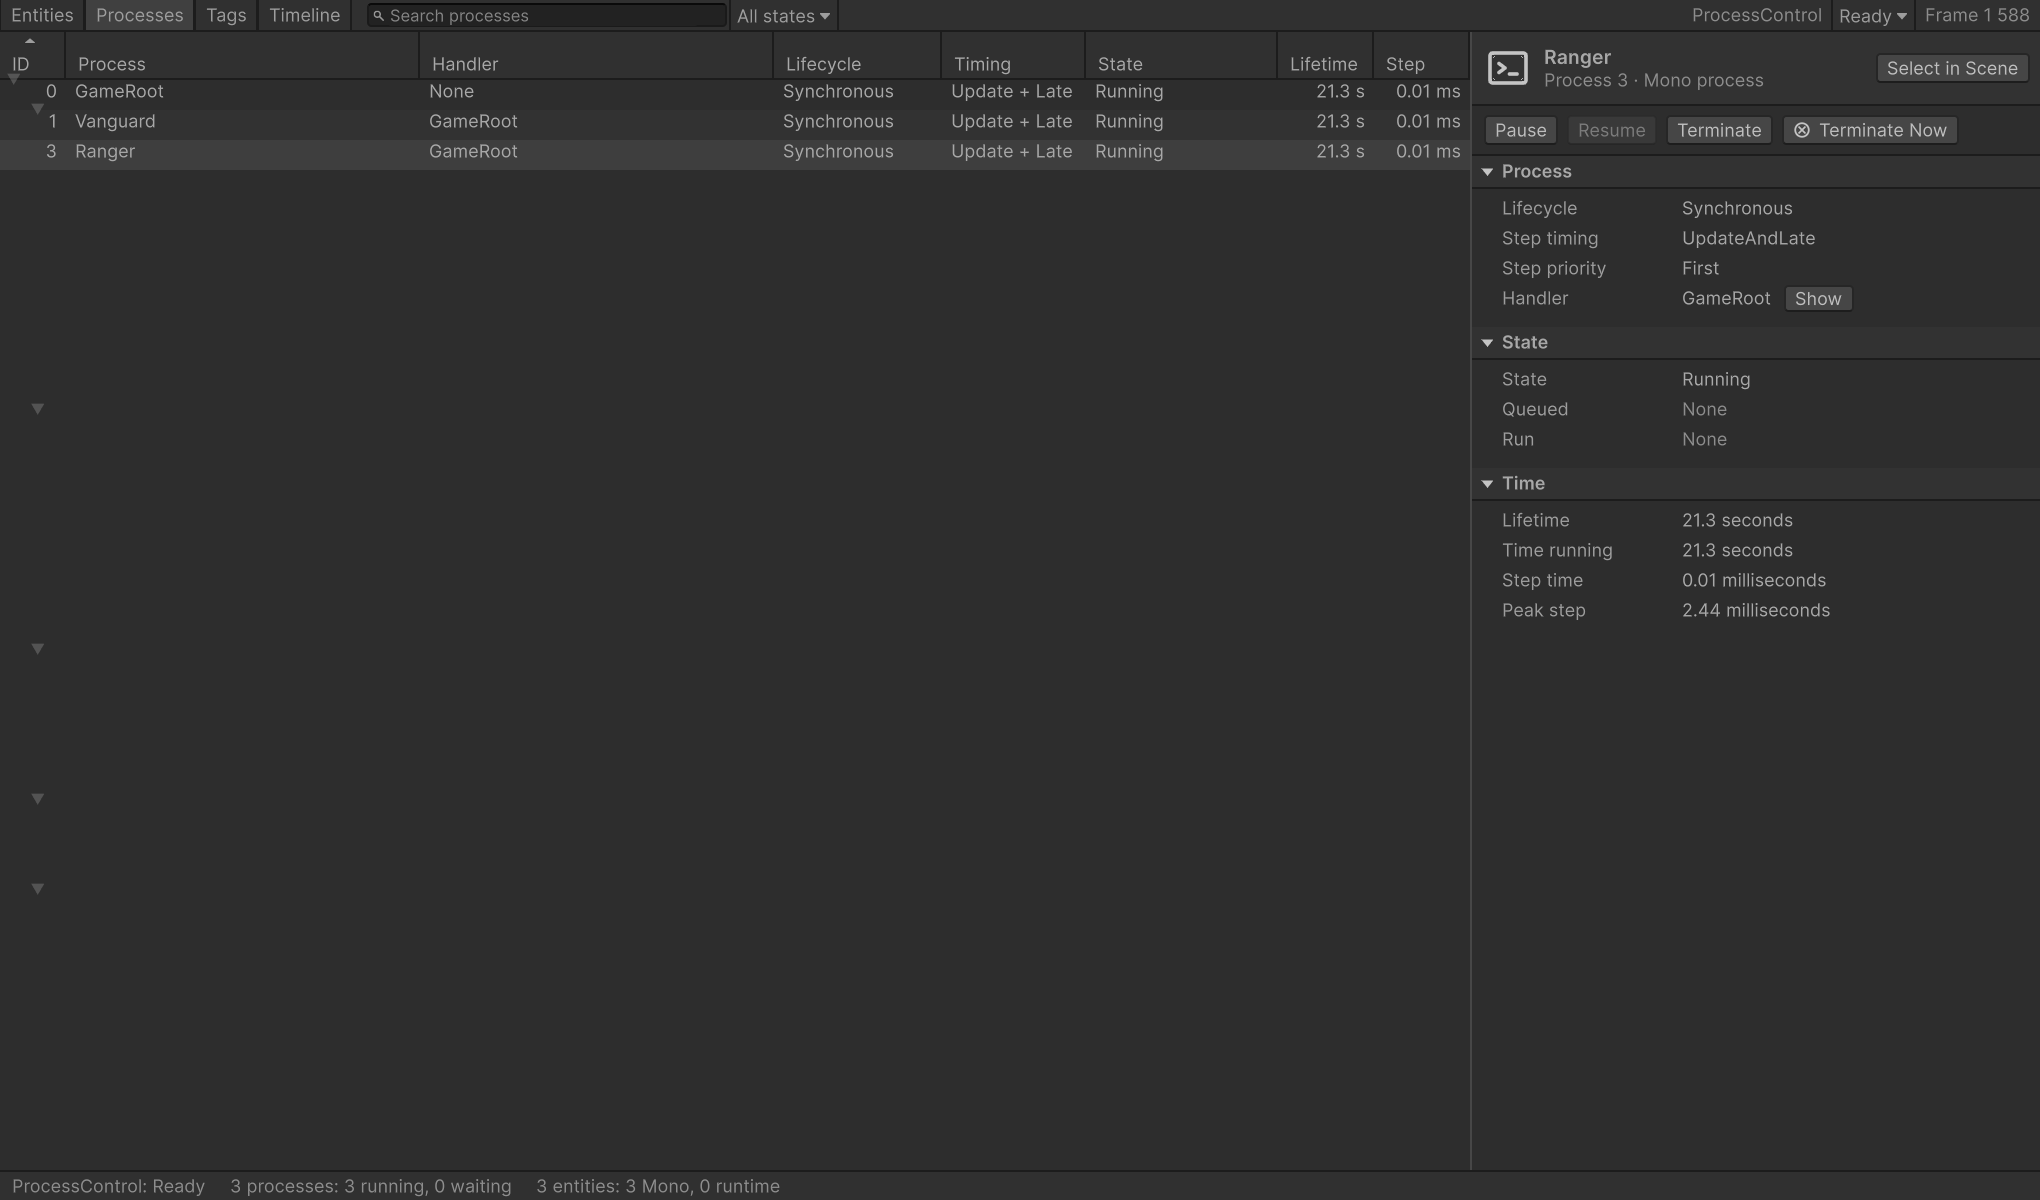 Entities Processes Tags Timeline Search processes All states ProcessControl Ready Frame 1 588
ID Process Handler Lifecycle Timing State Lifetime Step
0 GameRoot None Synchronous Update + Late Running 21.3 s 0.01 ms
1 Vanguard GameRoot Synchronous Update + Late Running 21.3 s 0.01 ms
3 Ranger GameRoot Synchronous Update + Late Running 21.3 s 0.01 ms
Ranger
Process 3 · Mono process
Select in Scene
Pause Resume Terminate Terminate Now
Process
Lifecycle Synchronous
Step timing UpdateAndLate
Step priority First
Handler GameRoot Show
State
State Running
Queued None
Run None
Time
Lifetime 21.3 seconds
Time running 21.3 seconds
Step time 0.01 milliseconds
Peak step 2.44 milliseconds
ProcessControl: Ready 3 processes: 3 running, 0 waiting 3 entities: 3 Mono, 0 runtime